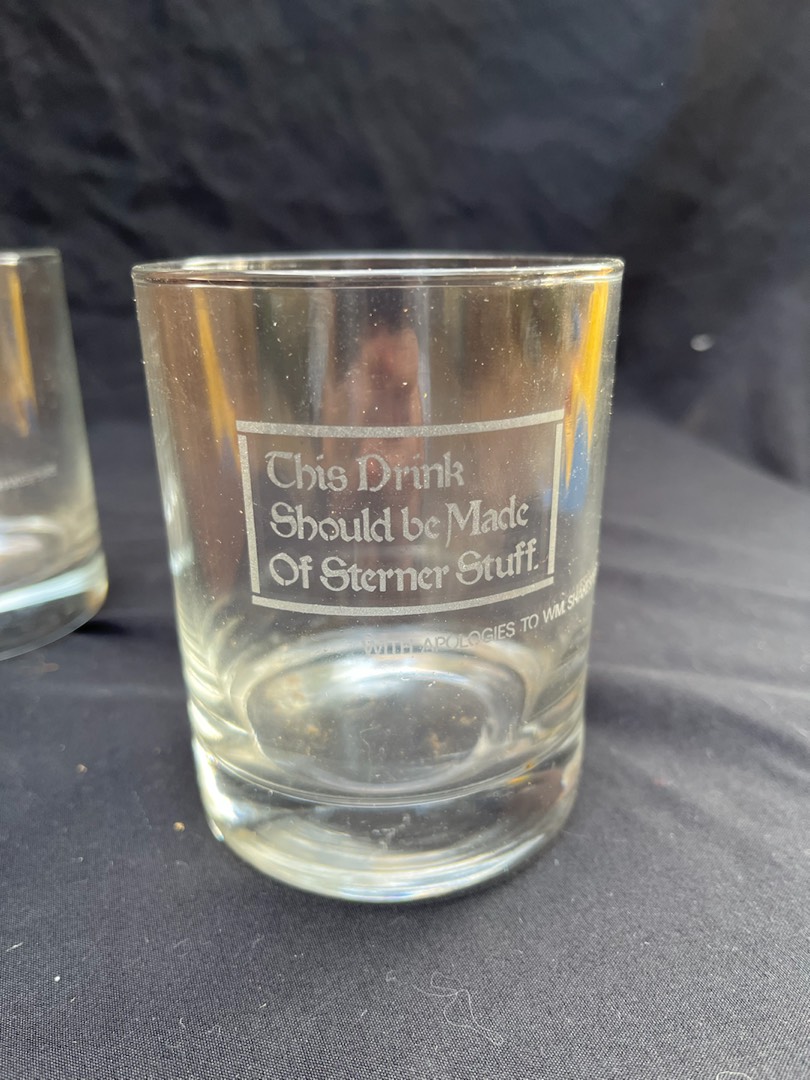 This Drink
Should be Made
Of Sterner Stuff.
WITH APOLOGIES TO WM.